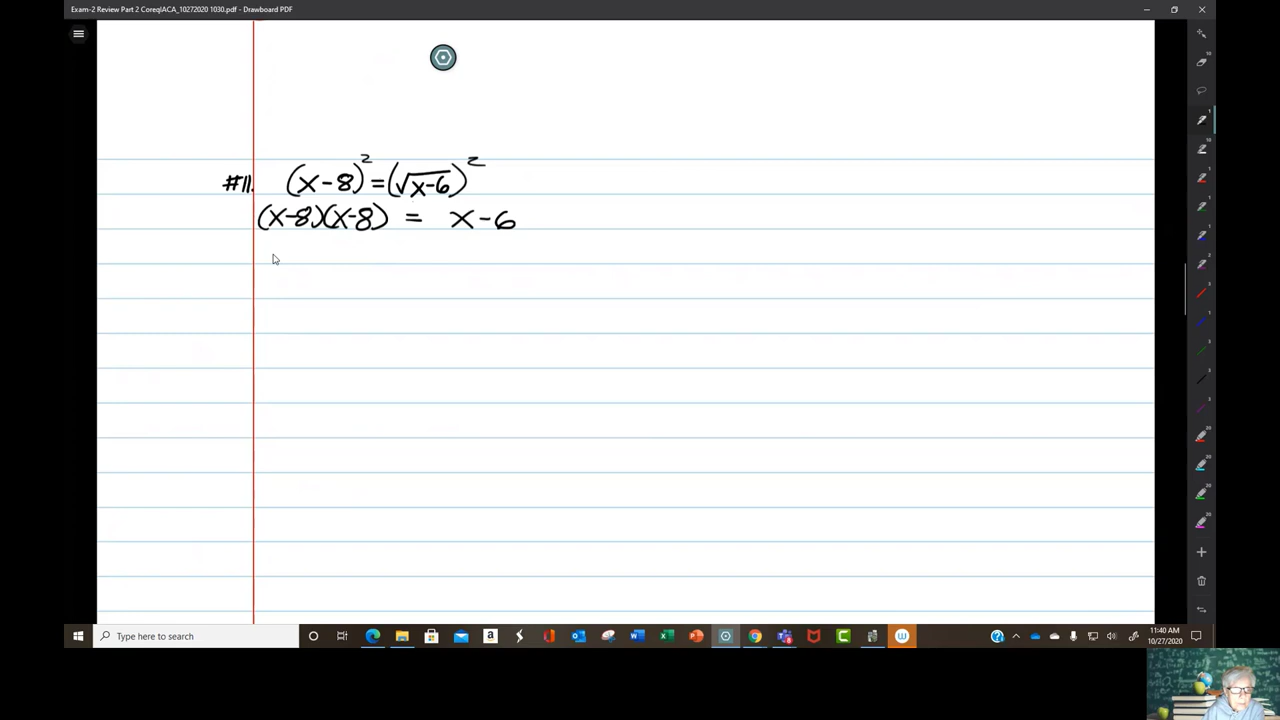 Exam-2 Review Part 2 CoreqIACA_10272020 1030.pdf - Drawboard PDF
#11. (x-8)² = (√x-6)²
(x-8)(x-8) = x-6
Type here to search
11:40 AM
10/27/2020